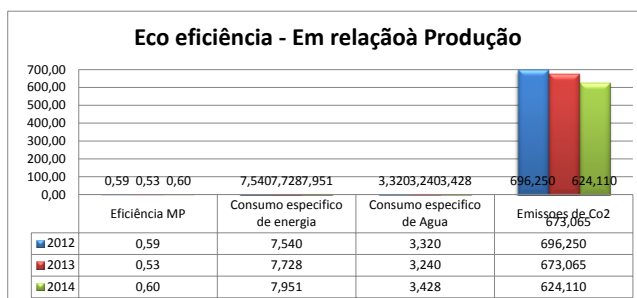 Eco eficiência - Em relaçãoà Produção
700,00
600,00
500,00
400,00
300,00
200,00
100,00
0,00
0,59 0,53 0,60
7,5407,7287,951
3,3203,2403,428
696,250 624,110
673,065
Eficiência MP Consumo especifico de energia Consumo especifico de Agua Emissoes de Co2
2012 0,59 7,540 3,320 696,250
2013 0,53 7,728 3,240 673,065
2014 0,60 7,951 3,428 624,110